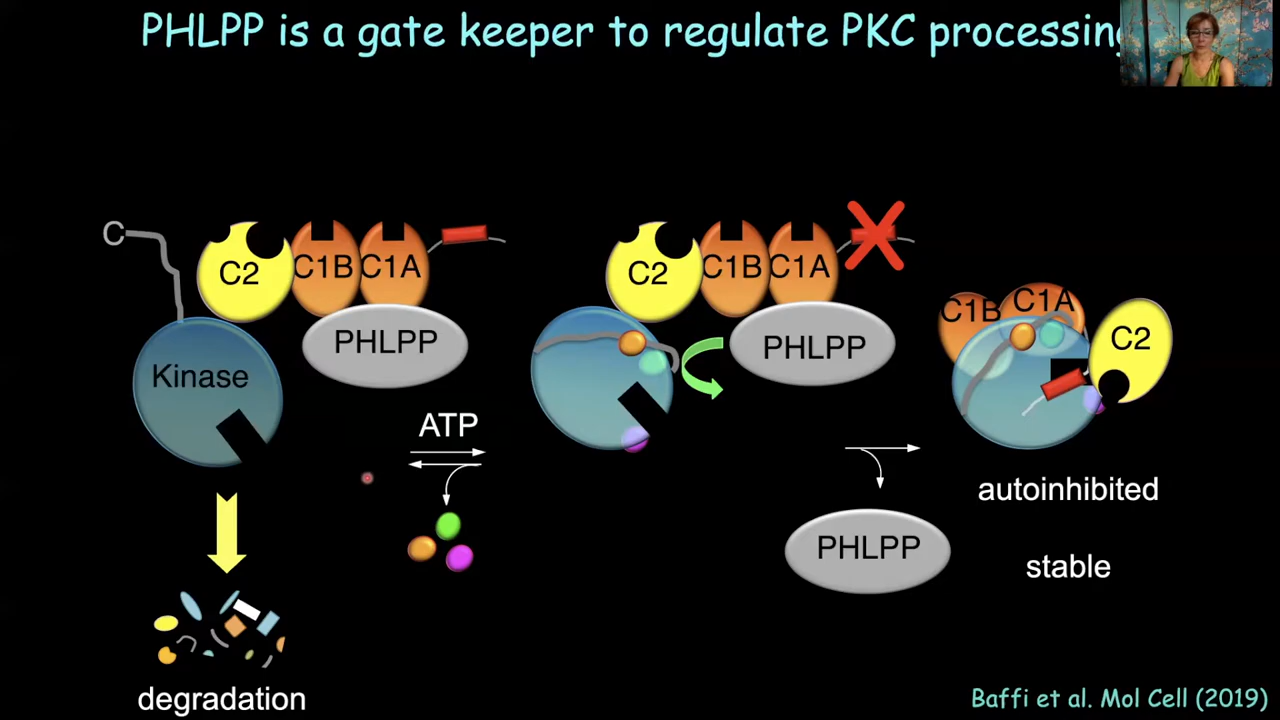 PHLPP is a gate keeper to regulate PKC processing
C
C2
C1B
C1A
PHLPP
Kinase
degradation
ATP
C2
C1B
C1A
PHLPP
PHLPP
C1B
C1A
C2
autoinhibited
stable
Baffi et al. Mol Cell (2019)